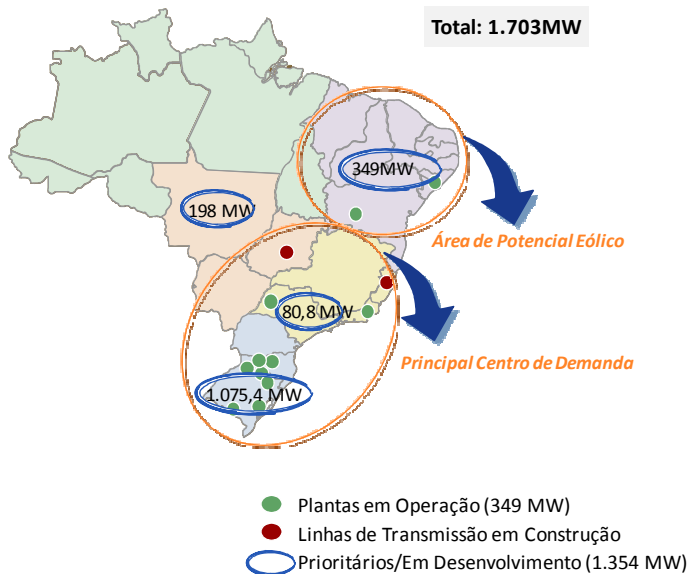 Total: 1.703MW
349MW
198 MW
Área de Potencial Eólico
80,8 MW
Principal Centro de Demanda
1.075,4 MW
Plantas em Operação (349 MW)
Linhas de Transmissão em Construção
Prioritários/Em Desenvolvimento (1.354 MW)